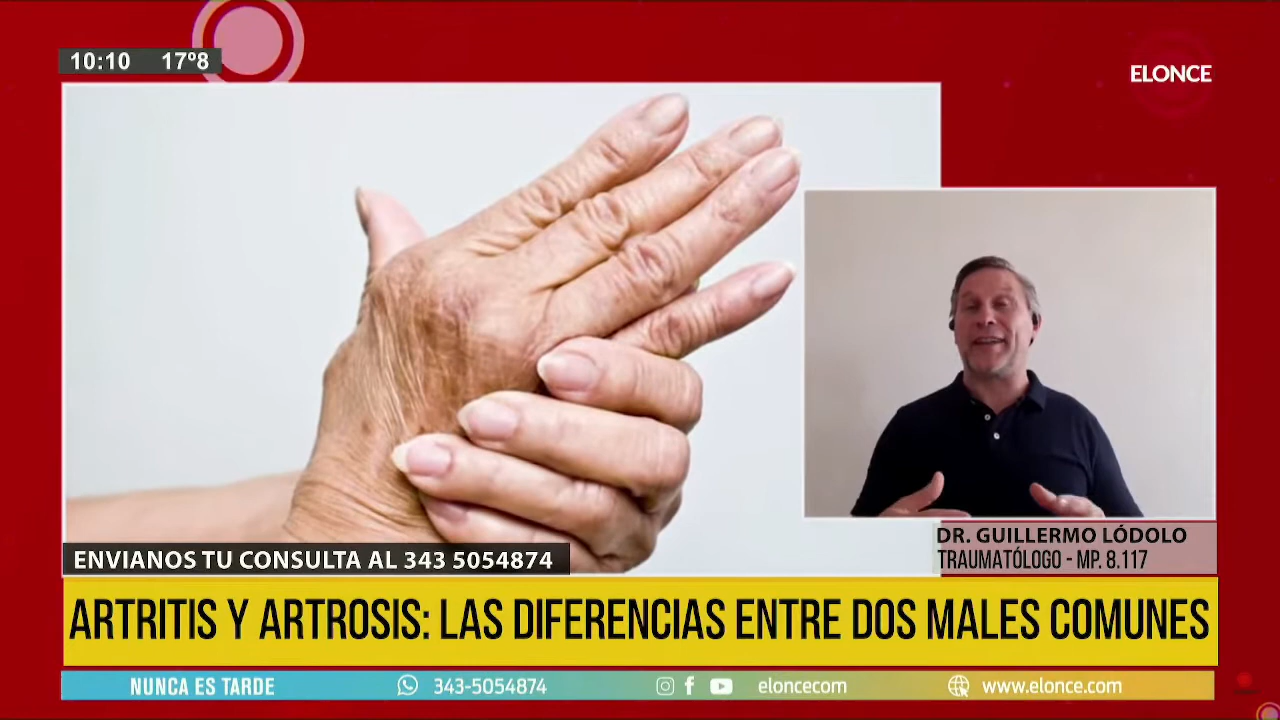 10:10 17º8
ELONCE
DR. GUILLERMO LÓDOLO
TRAUMATÓLOGO - MP. 8.117
ENVIANOS TU CONSULTA AL 343 5054874
ARTRITIS Y ARTROSIS: LAS DIFERENCIAS ENTRE DOS MALES COMUNES
NUNCA ES TARDE 343-5054874 eloncecom www.elonce.com